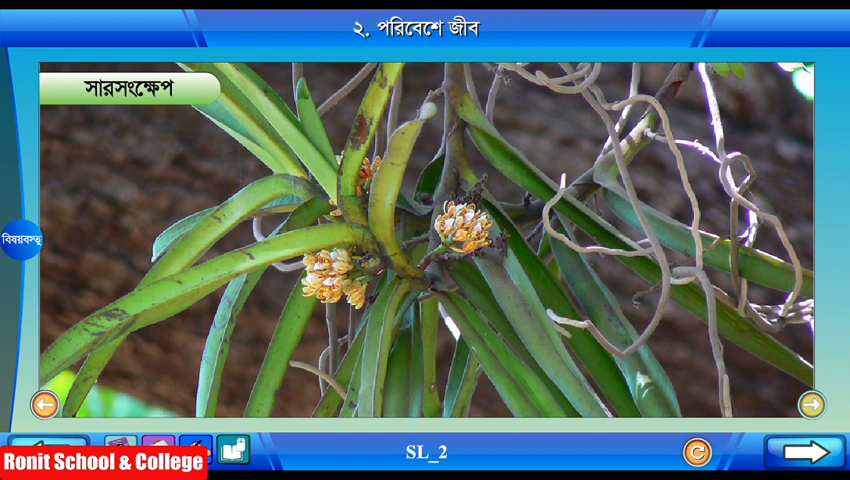 ২. পরিবেশে জীব
সারসংক্ষেপ
বিষয়বস্তু
SL_2
Ronit School & College